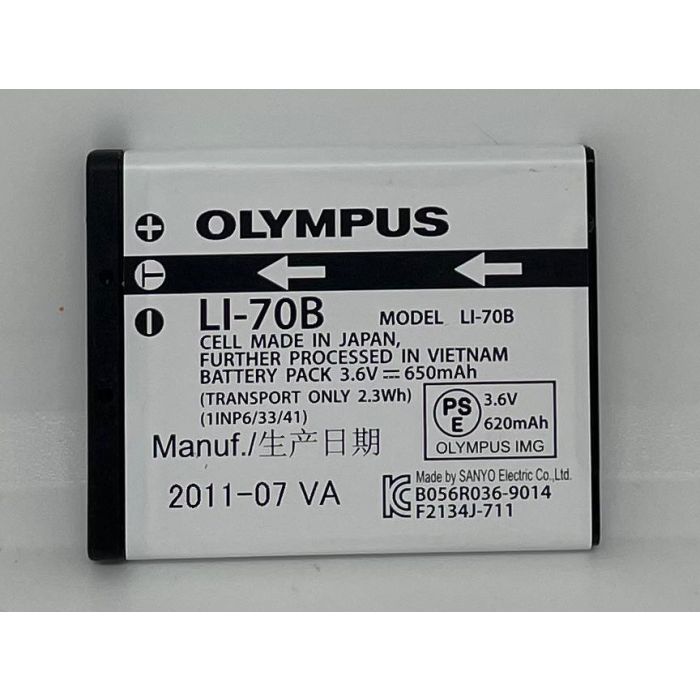 OLYMPUS
LI-70B MODEL LI-70B
CELL MADE IN JAPAN,
FURTHER PROCESSED IN VIETNAM
BATTERY PACK 3.6V⎓650mAh
(TRANSPORT ONLY 2.3Wh)
(1INP6/33/41)
PS E 3.6V
620mAh
OLYMPUS IMG
Manuf./生产日期
2011-07 VA
Made by SANYO Electric Co.,Ltd.
B056R036-9014
F2134J-711